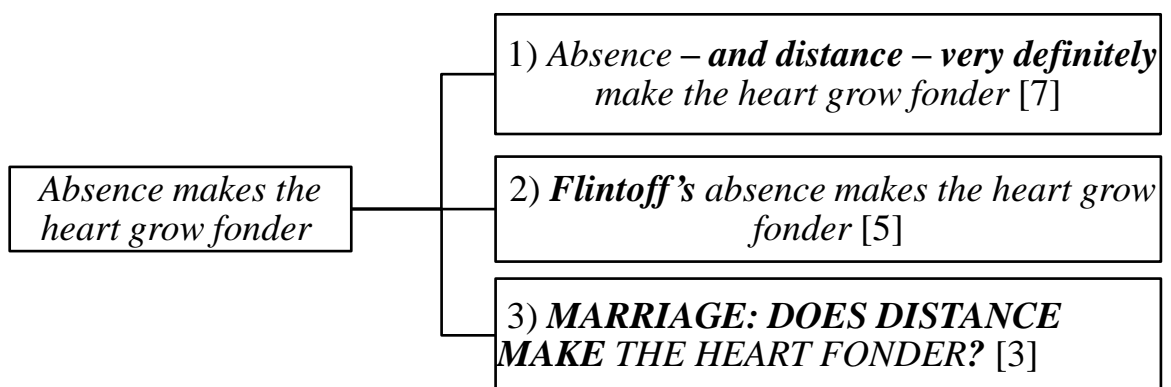 Absence makes the
heart grow fonder
1) Absence – and distance – very definitely
make the heart grow fonder [7]
2) Flintoff’s absence makes the heart grow
fonder [5]
3) MARRIAGE: DOES DISTANCE
MAKE THE HEART FONDER? [3]